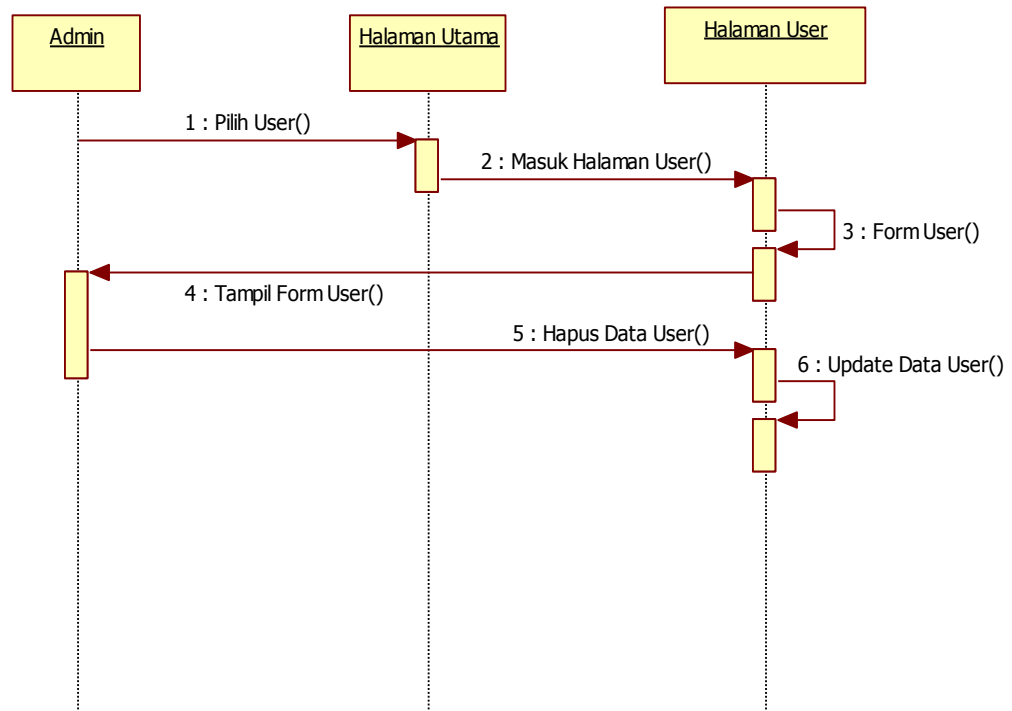 Admin
Halaman Utama
Halaman User
1 : Pilih User()
2 : Masuk Halaman User()
3 : Form User()
4 : Tampil Form User()
5 : Hapus Data User()
6 : Update Data User()